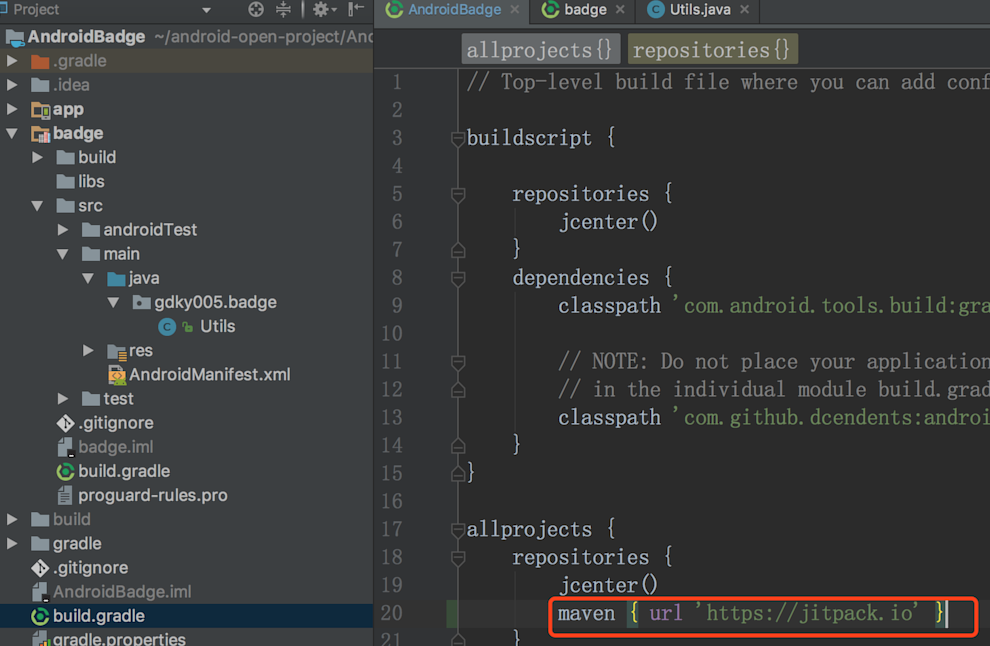 Project
AndroidBadge ~/android-open-project/And
.gradle
.idea
app
badge
build
libs
src
androidTest
main
java
gdky005.badge
Utils
res
AndroidManifest.xml
test
.gitignore
badge.iml
build.gradle
proguard-rules.pro
build
gradle
.gitignore
AndroidBadge.iml
build.gradle
gradle.properties
AndroidBadge × badge × Utils.java ×
allprojects{} repositories{}
1 // Top-level build file where you can add conf
2
3 buildscript {
4
5 repositories {
6 jcenter()
7 }
8 dependencies {
9 classpath 'com.android.tools.build:gra
10
11 // NOTE: Do not place your application
12 // in the individual module build.grad
13 classpath 'com.github.dcendents:androi
14 }
15 }
16
17 allprojects {
18 repositories {
19 jcenter()
20 maven { url 'https://jitpack.io' }
21 }